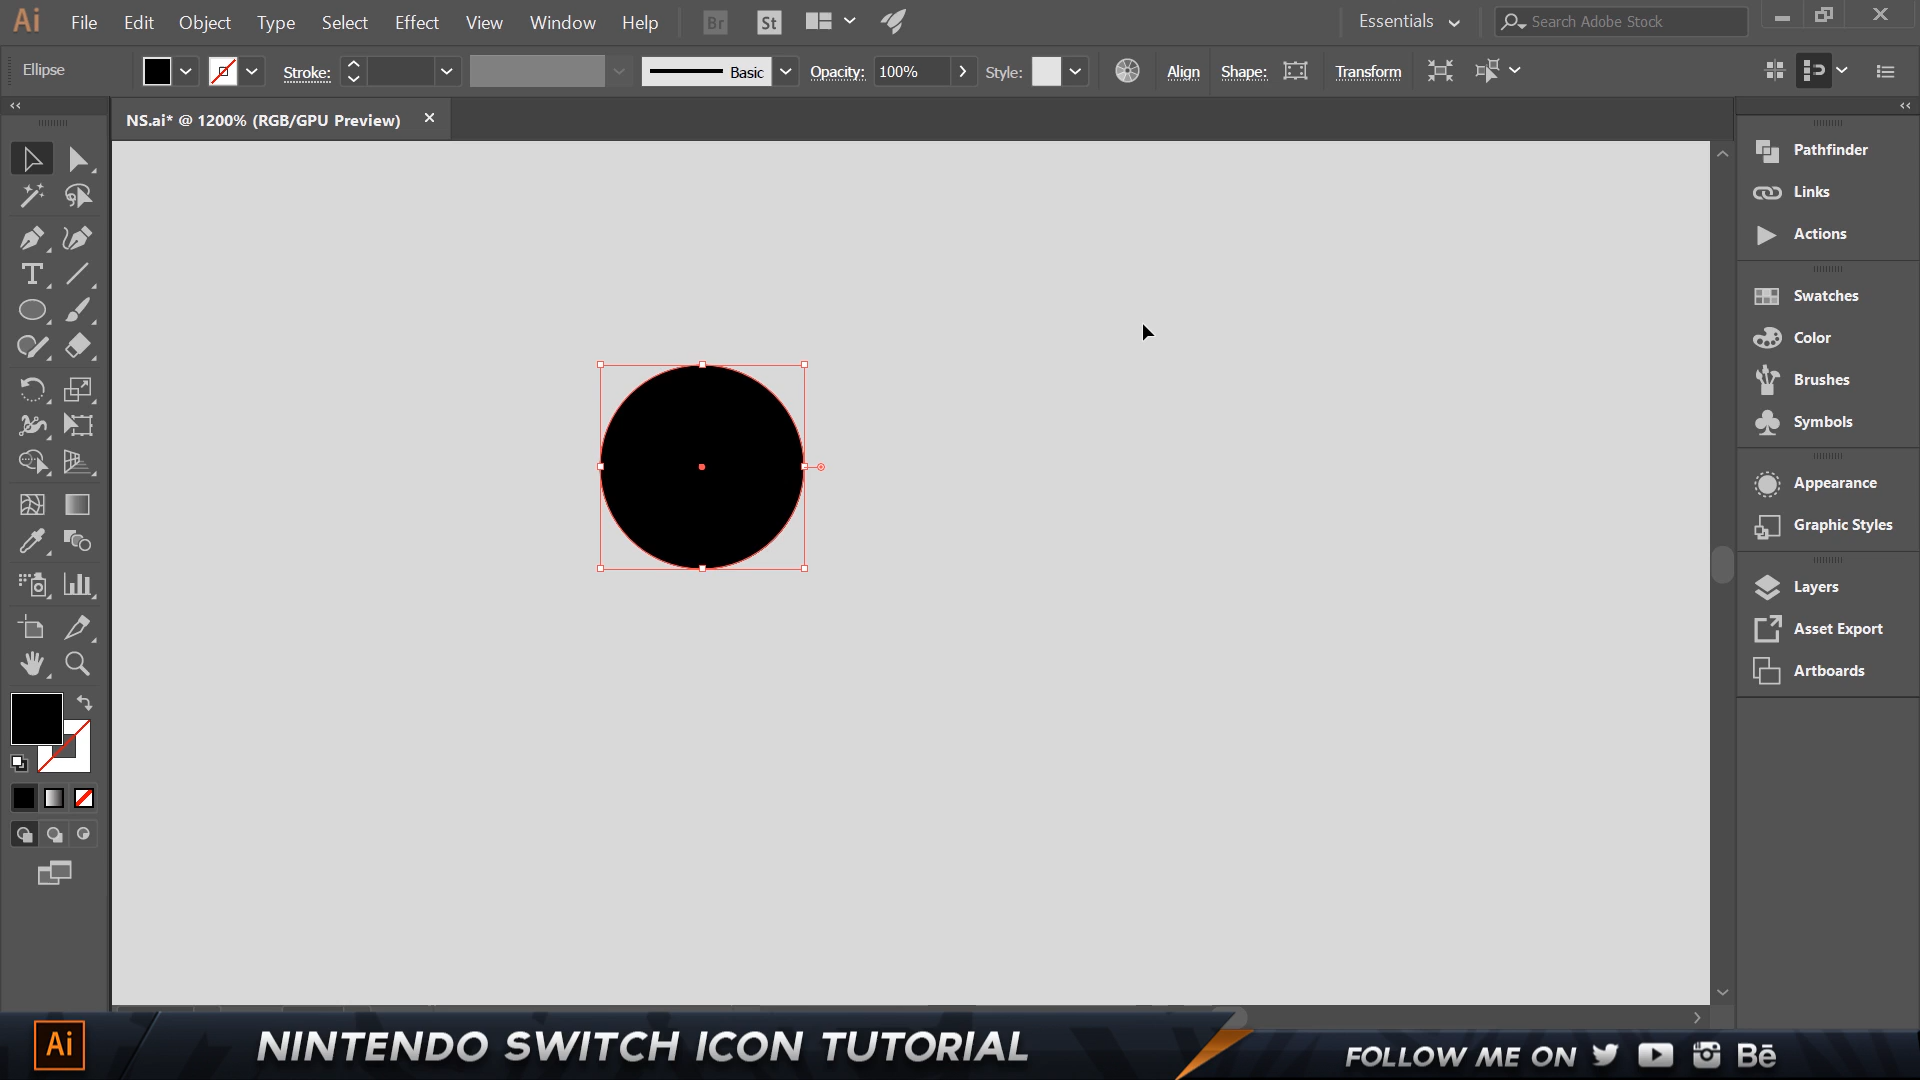 Ai File Edit Object Type Select Effect View Window Help Br St Essentials Search Adobe Stock
Ellipse Stroke: Basic Opacity: 100% Style: Align Shape: Transform
NS.ai* @ 1200% (RGB/GPU Preview)
Pathfinder
Links
Actions
Swatches
Color
Brushes
Symbols
Appearance
Graphic Styles
Layers
Asset Export
Artboards
Ai NINTENDO SWITCH ICON TUTORIAL FOLLOW ME ON Bē